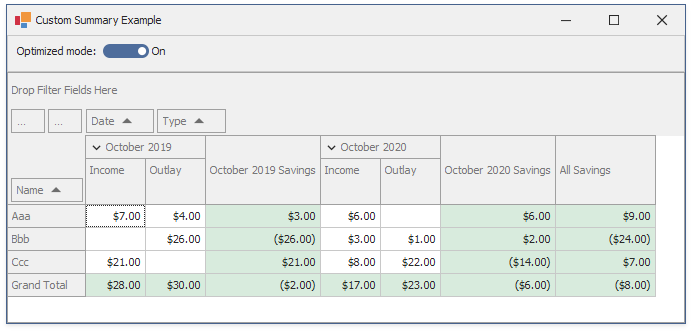 Custom Summary Example
Optimized mode: On
Drop Filter Fields Here
... ... Date Type
October 2019 October 2020
Income Outlay October 2019 Savings Income Outlay October 2020 Savings All Savings
Name
Aaa $7.00 $4.00 $3.00 $6.00 $6.00 $9.00
Bbb $26.00 ($26.00) $3.00 $1.00 $2.00 ($24.00)
Ccc $21.00 $21.00 $8.00 $22.00 ($14.00) $7.00
Grand Total $28.00 $30.00 ($2.00) $17.00 $23.00 ($6.00) ($8.00)